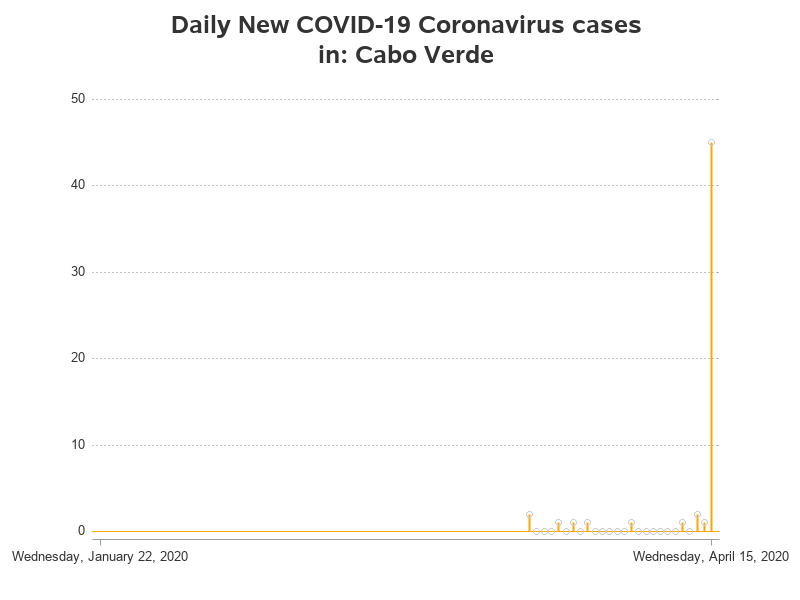 Daily New COVID-19 Coronavirus cases
in: Cabo Verde
50
40
30
20
10
0
Wednesday, January 22, 2020
Wednesday, April 15, 2020